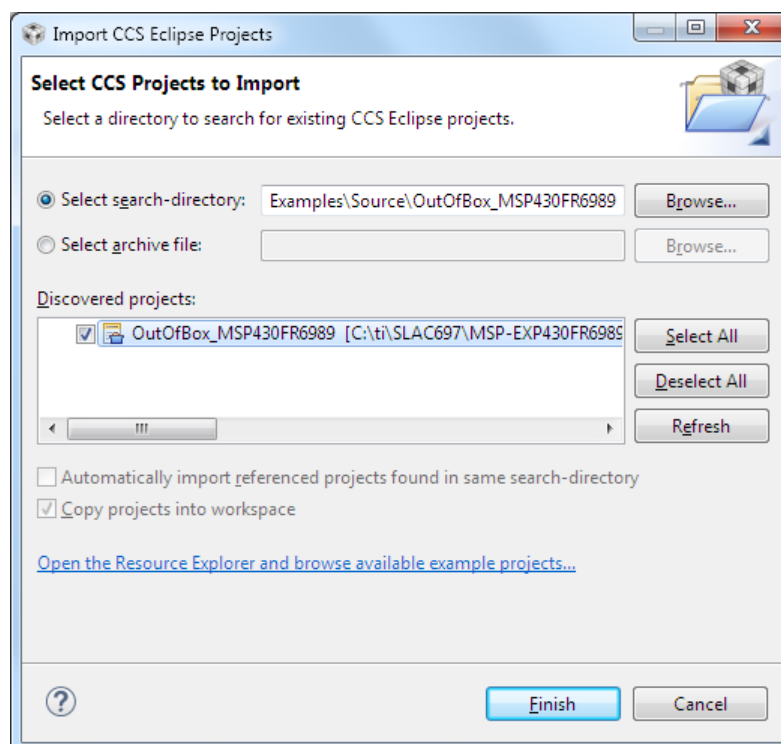 Import CCS Eclipse Projects
Select CCS Projects to Import
Select a directory to search for existing CCS Eclipse projects.
Select search-directory: Examples\Source\OutOfBox_MSP430FR6989 Browse...
Select archive file: Browse...
Discovered projects:
OutOfBox_MSP430FR6989 [C:\ti\SLAC697\MSP-EXP430FR6989
Select All
Deselect All
Refresh
Automatically import referenced projects found in same search-directory
Copy projects into workspace
Open the Resource Explorer and browse available example projects...
? Finish Cancel